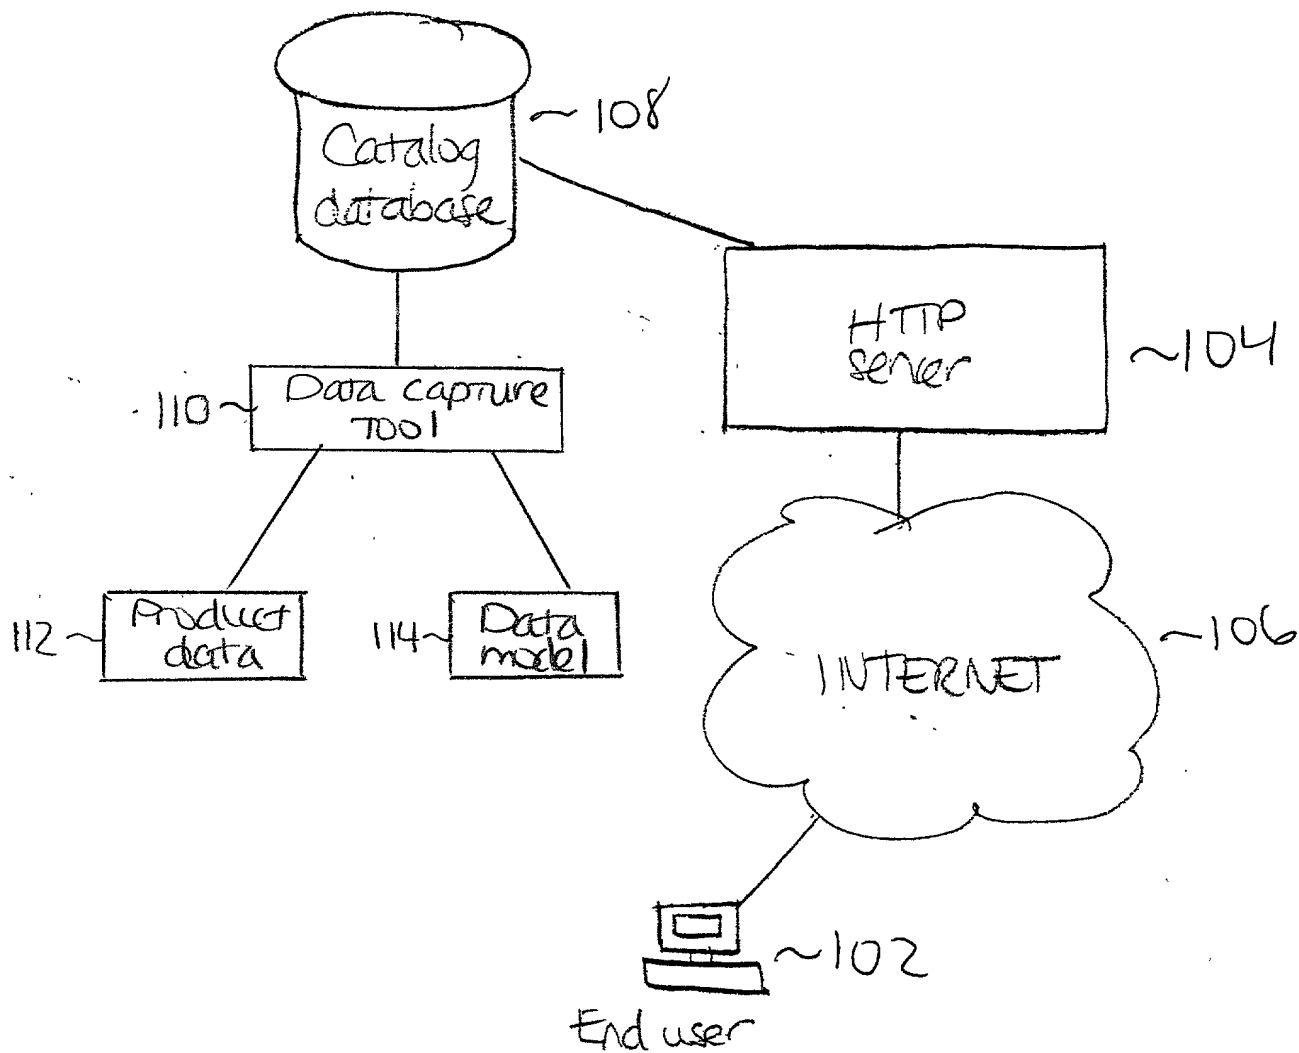 ~108
Catalog
database
HTTP
server
~104
110~
Data capture
Tool
112~
Product
data
114~
Data
model
~106
INTERNET
~102
End user